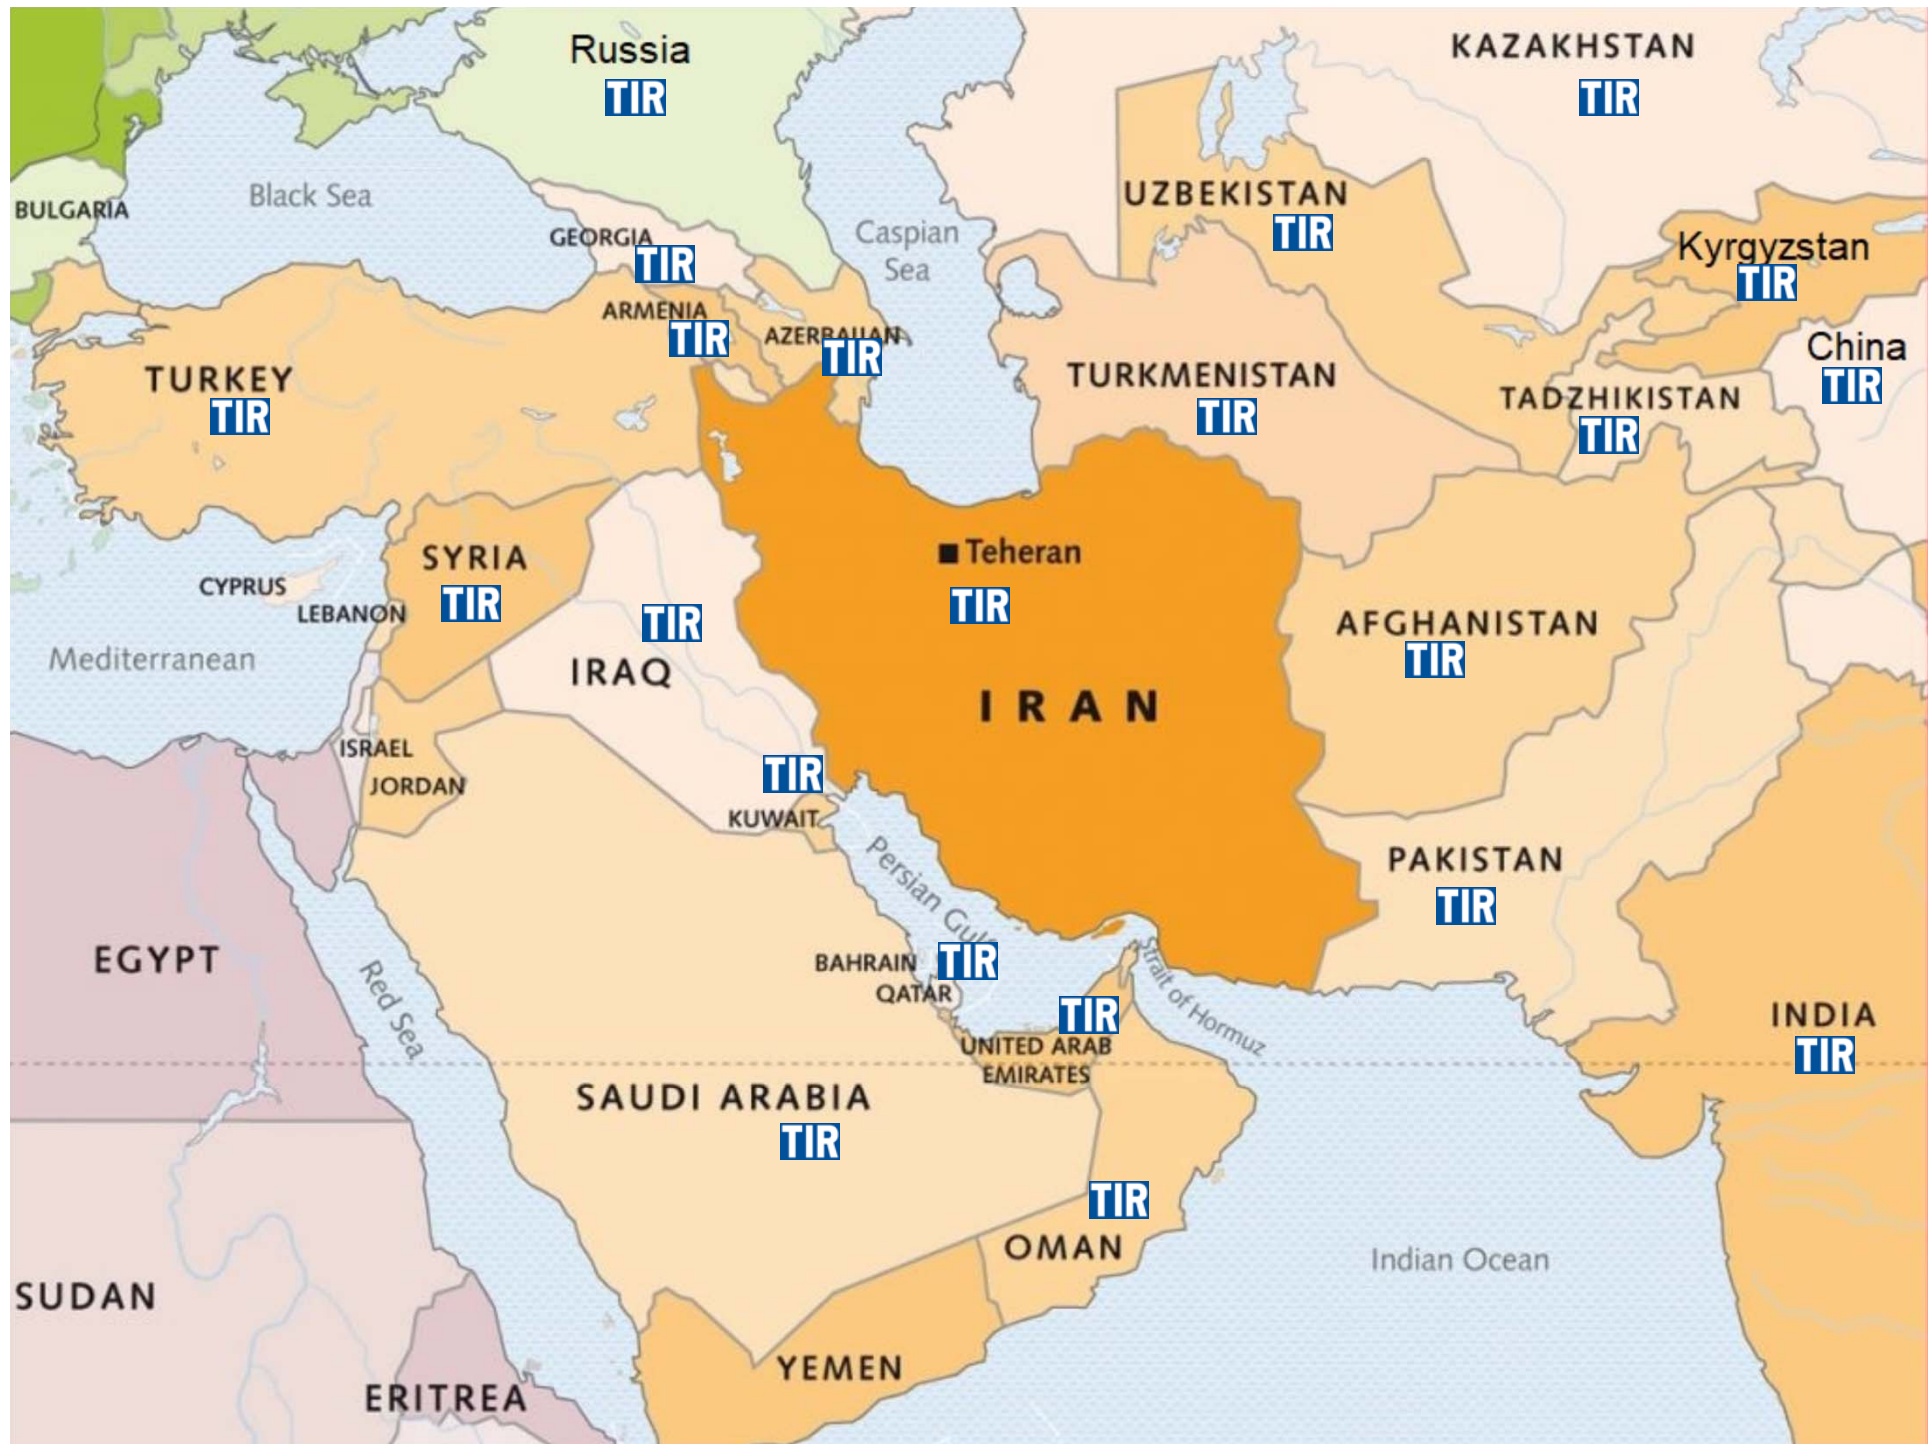 Russia
TIR
KAZAKHSTAN
TIR
BULGARIA
Black Sea
UZBEKISTAN
TIR
GEORGIA
TIR
Caspian
Sea
Kyrgyzstan
TIR
ARMENIA
TIR
AZERBAIJAN
TIR
China
TIR
TURKEY
TIR
TURKMENISTAN
TIR
TADZHIKISTAN
TIR
Teheran
TIR
SYRIA
TIR
CYPRUS
LEBANON
TIR
IRAQ
AFGHANISTAN
TIR
Mediterranean
IRAN
ISRAEL
JORDAN
TIR
KUWAIT
Persian Gulf
PAKISTAN
TIR
EGYPT
Red Sea
BAHRAIN
TIR
QATAR
Strait of Hormuz
TIR
UNITED ARAB
EMIRATES
INDIA
TIR
SAUDI ARABIA
TIR
TIR
OMAN
Indian Ocean
SUDAN
YEMEN
ERITREA